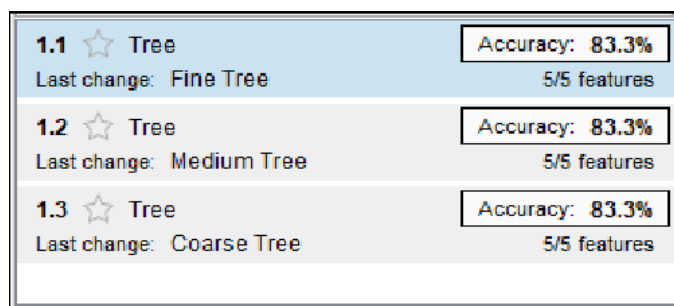 1.1 Tree Accuracy: 83.3%
Last change: Fine Tree 5/5 features
1.2 Tree Accuracy: 83.3%
Last change: Medium Tree 5/5 features
1.3 Tree Accuracy: 83.3%
Last change: Coarse Tree 5/5 features